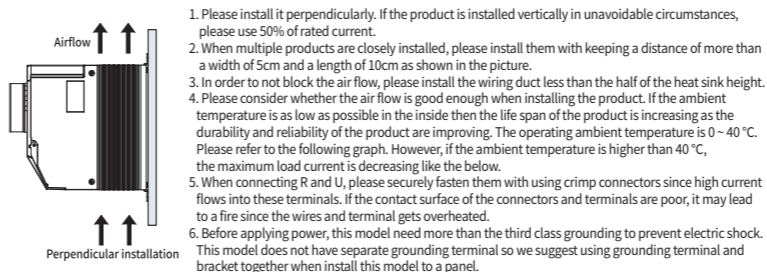 Airflow
Perpendicular installation
1. Please install it perpendicularly. If the product is installed vertically in unavoidable circumstances,
please use 50% of rated current.
2. When multiple products are closely installed, please install them with keeping a distance of more than
a width of 5cm and a length of 10cm as shown in the picture.
3. In order to not block the air flow, please install the wiring duct less than the half of the heat sink height.
4. Please consider whether the air flow is good enough when installing the product. If the ambient
temperature is as low as possible in the inside then the life span of the product is increasing as the
durability and reliability of the product are improving. The operating ambient temperature is 0 ~ 40 ℃.
Please refer to the following graph. However, if the ambient temperature is higher than 40 ℃,
the maximum load current is decreasing like the below.
5. When connecting R and U, please securely fasten them with using crimp connectors since high current
flows into these terminals. If the contact surface of the connectors and terminals are poor, it may lead
to a fire since the wires and terminal gets overheated.
6. Before applying power, this model need more than the third class grounding to prevent electric shock.
This model does not have separate grounding terminal so we suggest using grounding terminal and
bracket together when install this model to a panel.